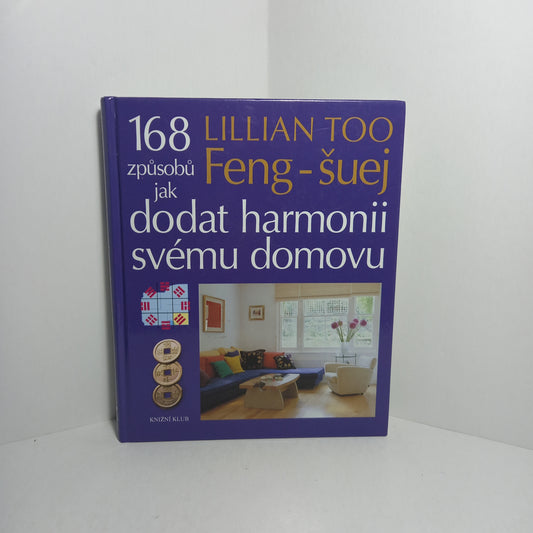 168
způsobů
jak
LILLIAN TOO
Feng-šuej
dodat harmonii
svému domovu
KNIŽNÍ KLUB